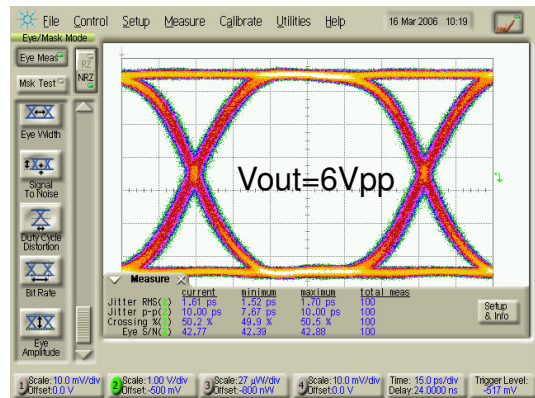 File Control Setup Measure Calibrate Utilities Help 16 Mar 2006 10:19
Eye/Mask Mode
Eye Meas
RZ
NRZ
Msk Test
Eye Width
Signal
To Noise
Duty Cycle
Distortion
Bit Rate
Eye
Amplitude
Vout=6Vpp
Measure
current minimum maximum total meas
Jitter RMS(2) 1.61 ps 1.52 ps 1.70 ps 100
Jitter p-p(2) 10.00 ps 7.67 ps 10.00 ps 100
Crossing %(2) 50.2 % 49.9 % 50.5 % 100
Eye S/N(2) 42.77 42.39 42.88 100
Setup
& Info
1 Scale:10.0 mV/div
Offset:0.0 V
2 Scale:1.00 V/div
Offset:-500 mV
3 Scale:27 µW/div
Offset:-800 nW
4 Scale:10.0 mV/div
Offset:0.0 V
Time: 15.0 ps/div
Delay:24.0000 ns
Trigger Level:
-517 mV